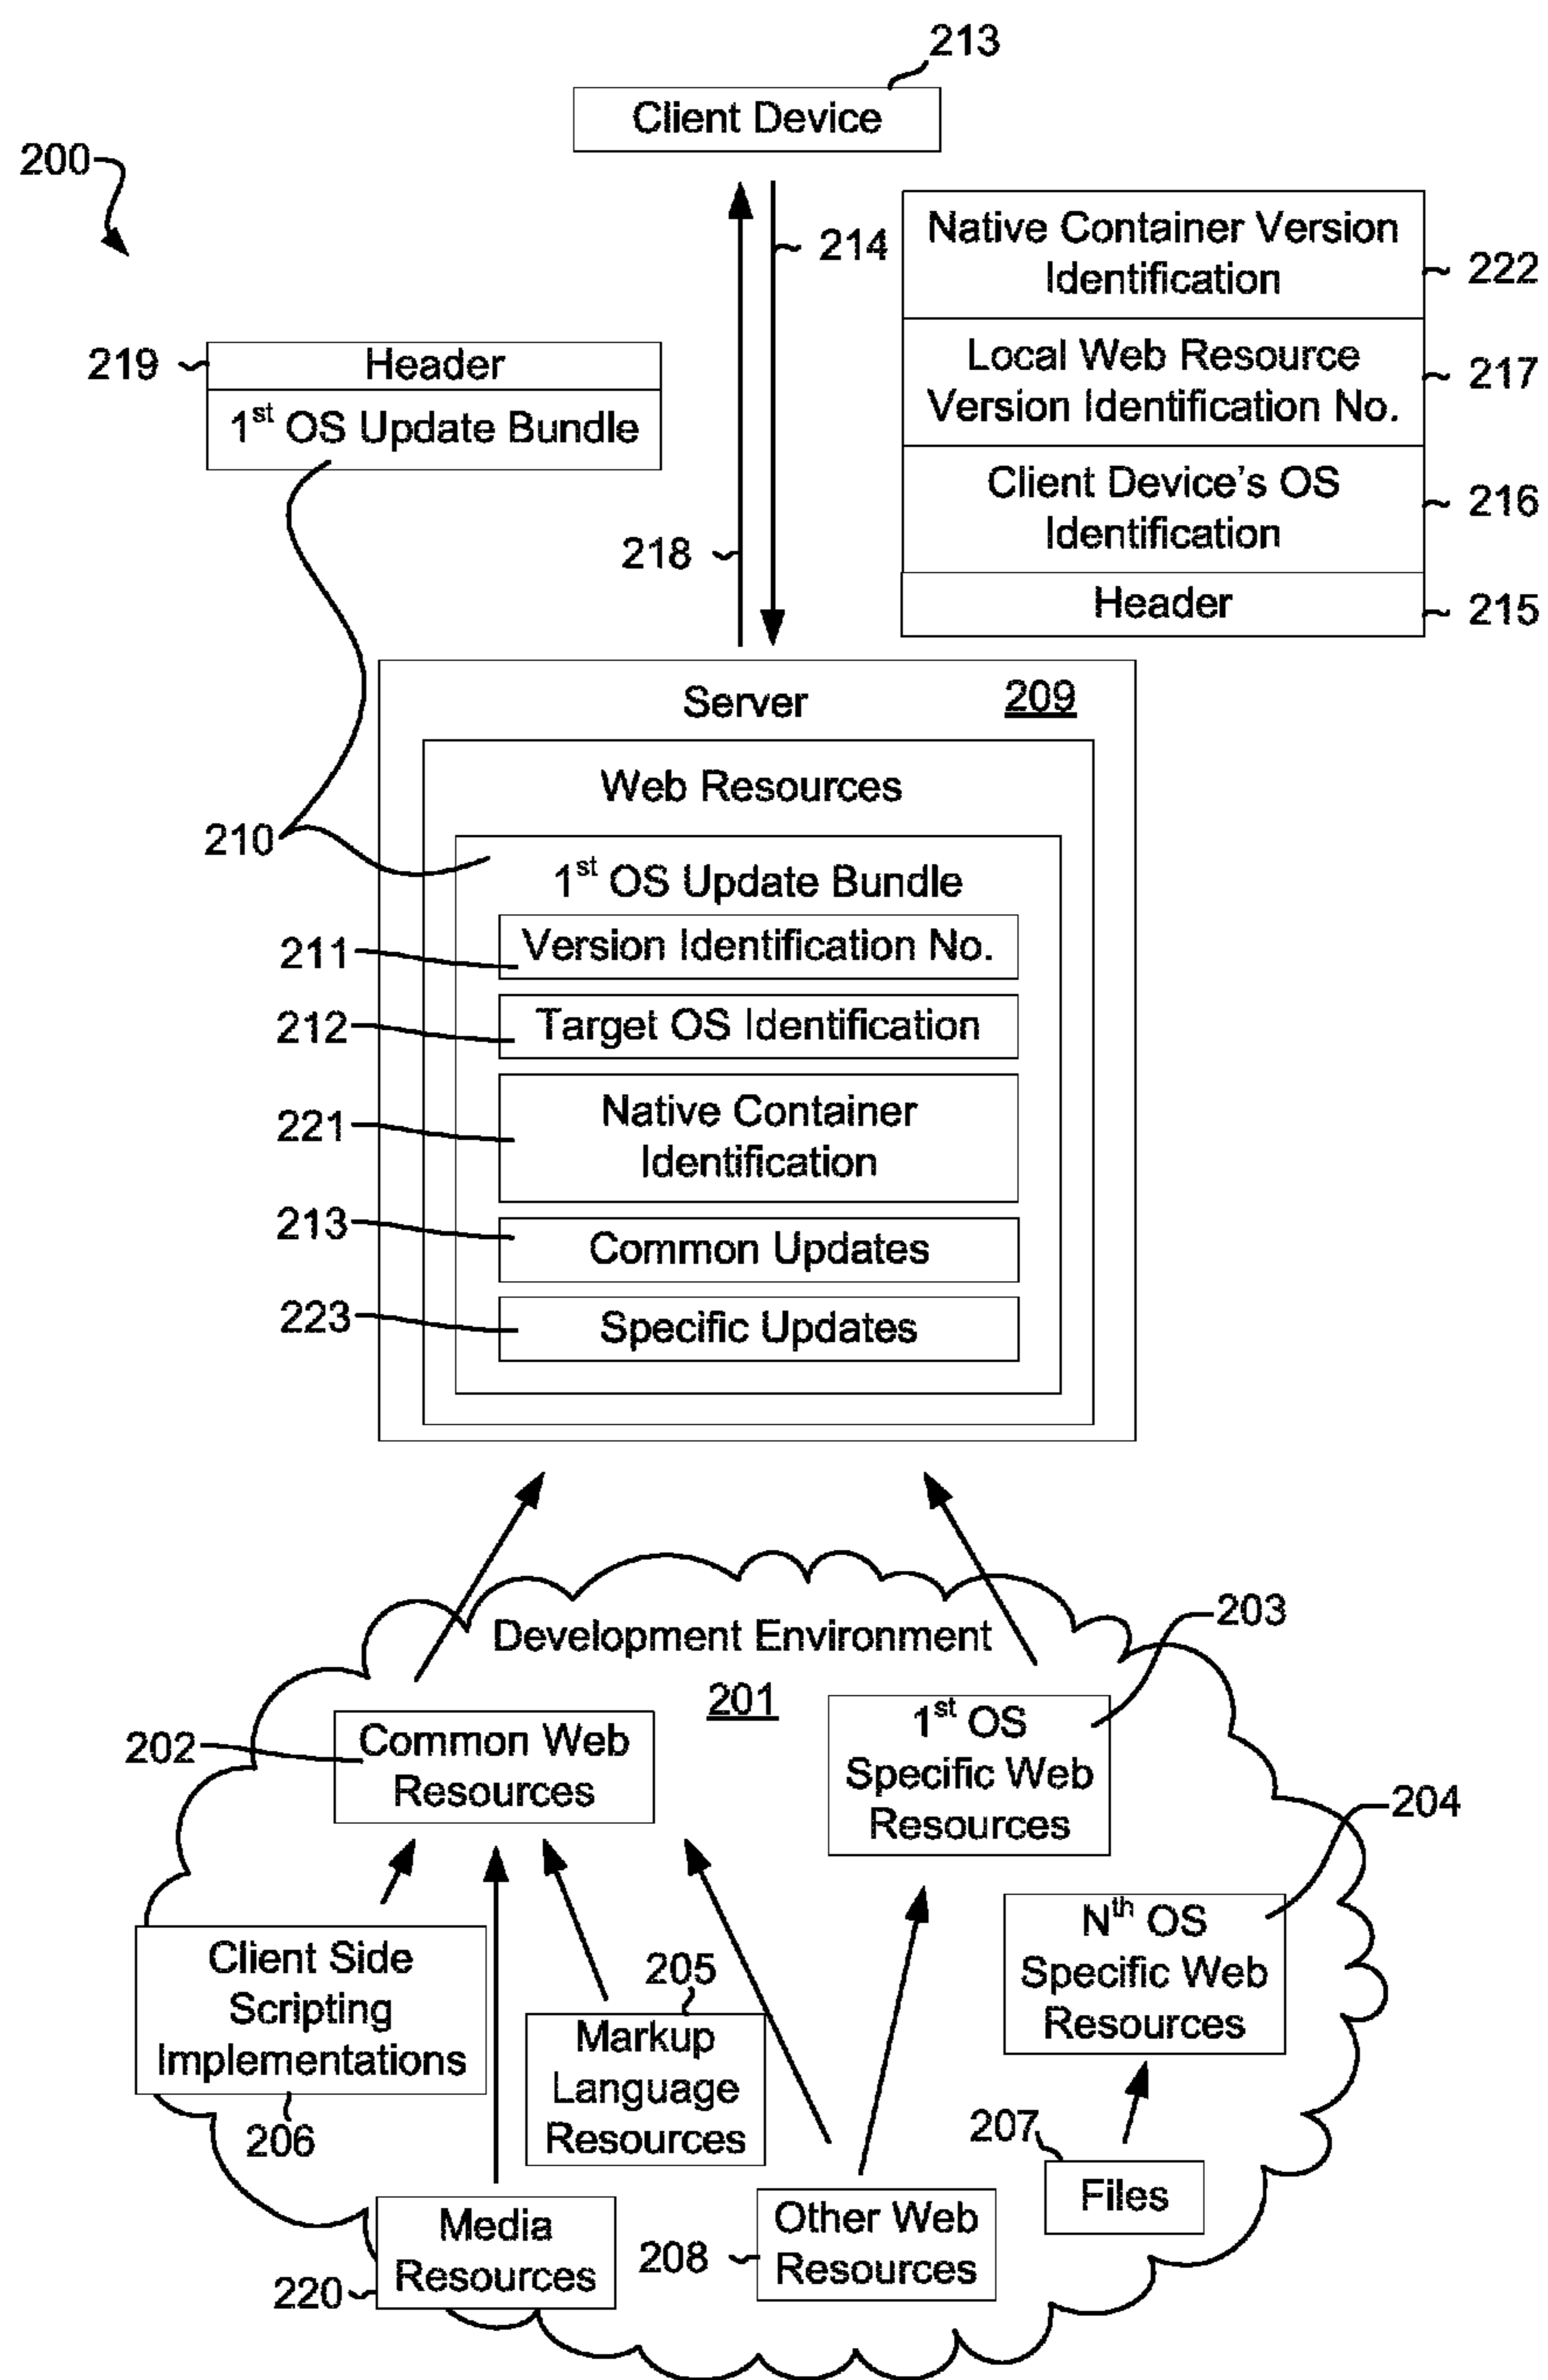 213
Client Device
200
214
Native Container Version
Identification
222
Local Web Resource
Version Identification No.
217
Client Device's OS
Identification
216
Header
215
219
Header
1st OS Update Bundle
218
Server
209
Web Resources
210
1st OS Update Bundle
211
Version Identification No.
212
Target OS Identification
221
Native Container
Identification
213
Common Updates
223
Specific Updates
Development Environment
201
203
202
Common Web
Resources
1st OS
Specific Web
Resources
204
Nth OS
Specific Web
Resources
Client Side
Scripting
Implementations
206
205
Markup
Language
Resources
207
Files
Media
Resources
220
208
Other Web
Resources